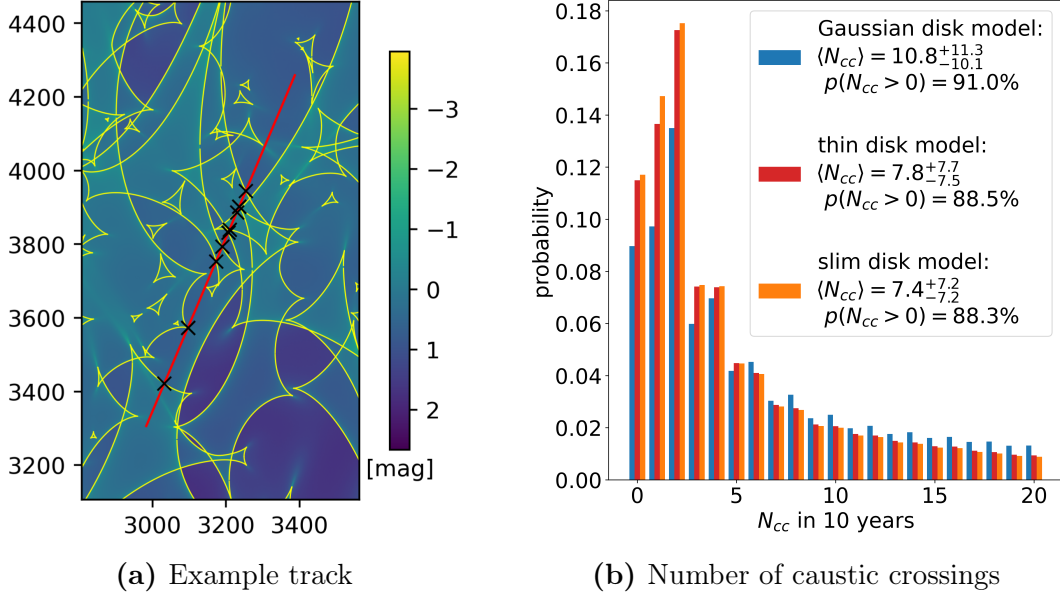 4400
4200
4000
3800
3600
3400
3200
3000 3200 3400
−3
−2
−1
0
1
2
[mag]
(a) Example track
0.18
0.16
0.14
0.12
0.10
0.08
0.06
0.04
0.02
0.00
probability
0 5 10 15 20
N_cc in 10 years
Gaussian disk model:
⟨N_cc⟩ = 10.8^{+11.3}_{−10.1}
p(N_cc > 0) = 91.0%
thin disk model:
⟨N_cc⟩ = 7.8^{+7.7}_{−7.5}
p(N_cc > 0) = 88.5%
slim disk model:
⟨N_cc⟩ = 7.4^{+7.2}_{−7.2}
p(N_cc > 0) = 88.3%
(b) Number of caustic crossings